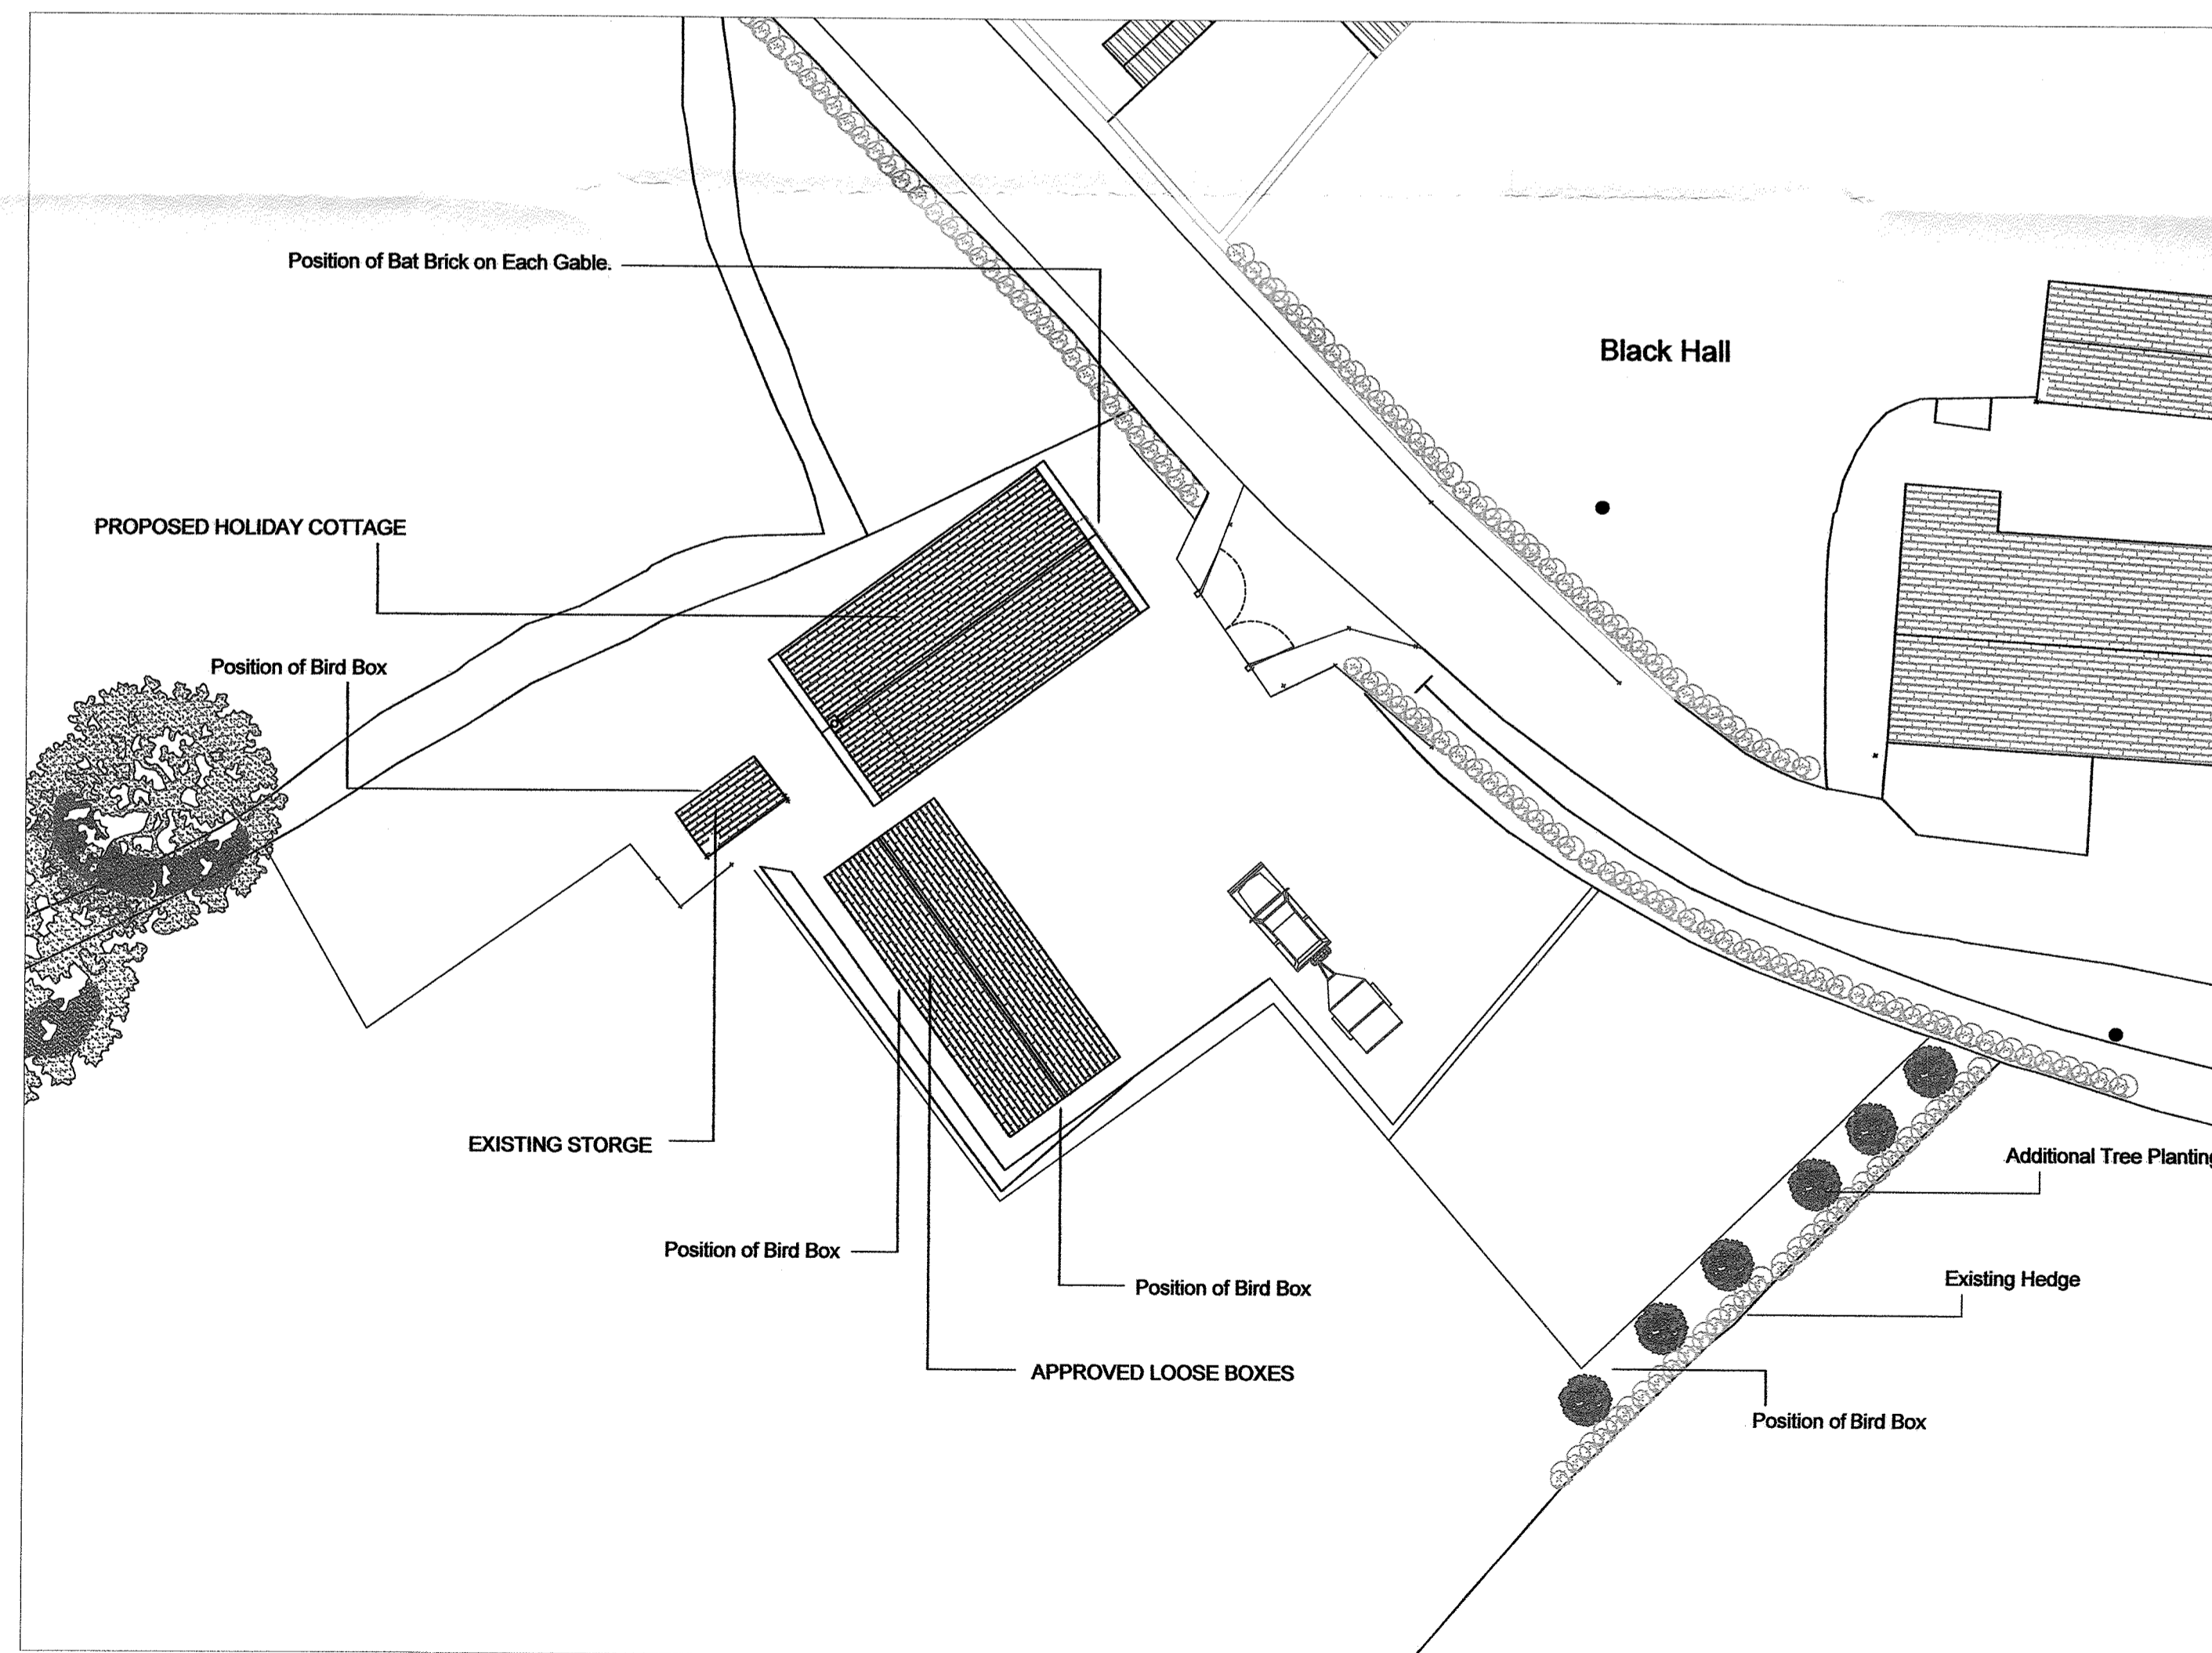 Position of Bat Brick on Each Gable.
Black Hall
PROPOSED HOLIDAY COTTAGE
Position of Bird Box
EXISTING STORGE
Additional Tree Planting
Position of Bird Box
Position of Bird Box
Existing Hedge
APPROVED LOOSE BOXES
Position of Bird Box